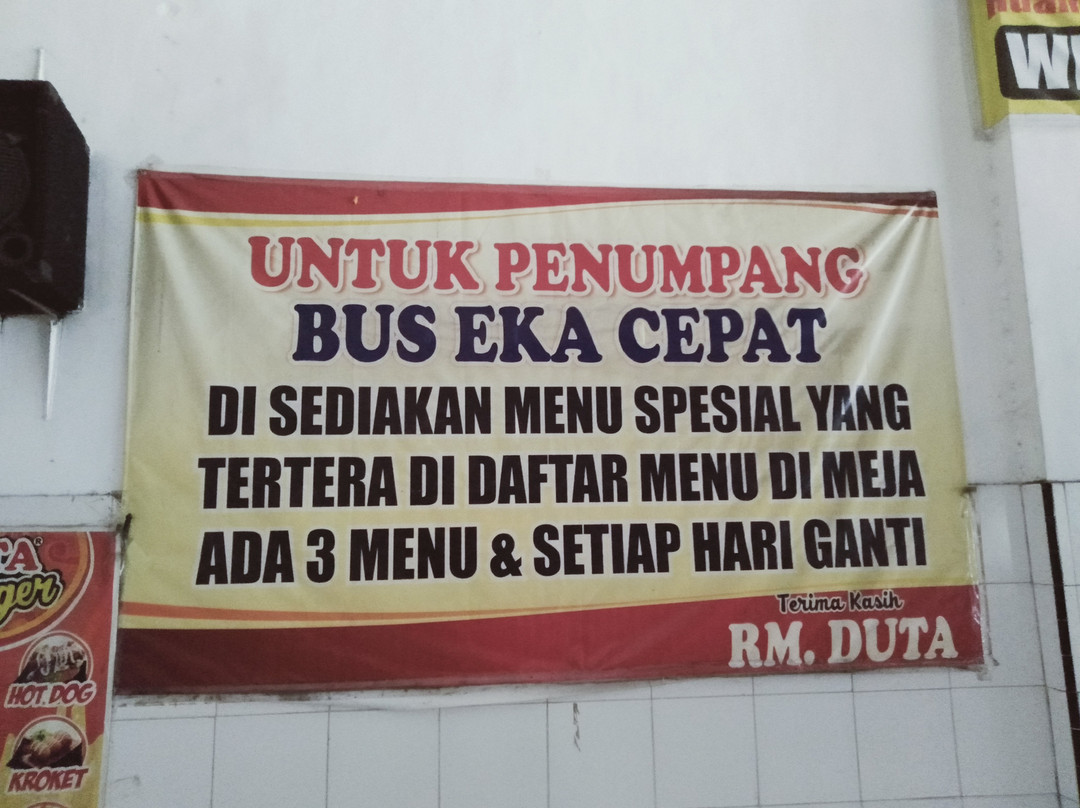 UNTUK PENUMPANG
BUS EKA CEPAT
DI SEDIAKAN MENU SPESIAL YANG
TERTERA DI DAFTAR MENU DI MEJA
ADA 3 MENU & SETIAP HARI GANTI
Terima Kasih
RM. DUTA
HOT DOG
KROKET